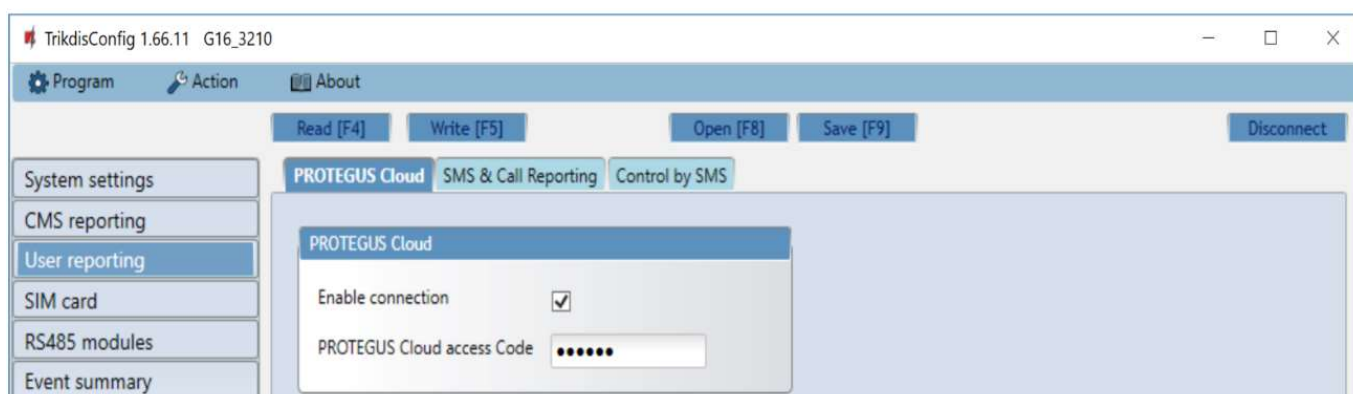 TrikdisConfig 1.66.11 G16_3210
Program Action About
Read [F4] Write [F5] Open [F8] Save [F9] Disconnect
System settings
CMS reporting
User reporting
SIM card
RS485 modules
Event summary
PROTEGUS Cloud SMS & Call Reporting Control by SMS
PROTEGUS Cloud
Enable connection
PROTEGUS Cloud access Code ••••••